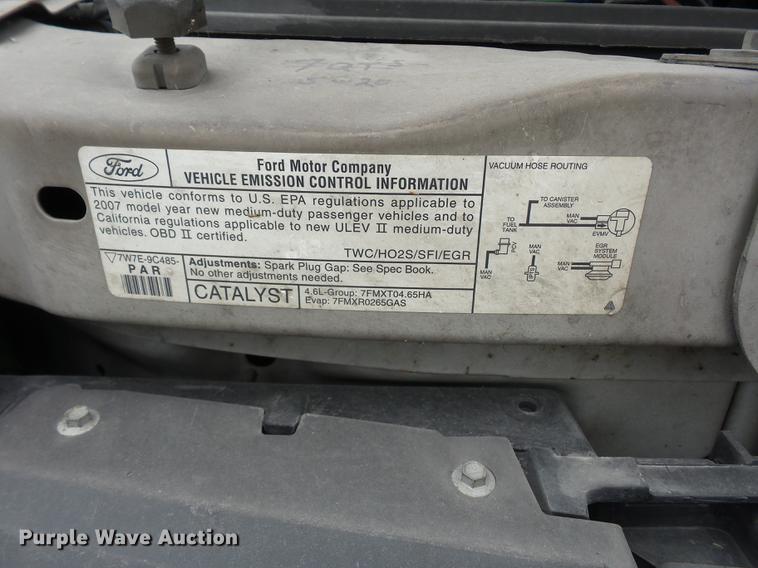 7 QTS
5W20
Ford
Ford Motor Company
VEHICLE EMISSION CONTROL INFORMATION
This vehicle conforms to U.S. EPA regulations applicable to
2007 model year new medium-duty passenger vehicles and to
California regulations applicable to new ULEV II medium-duty
vehicles. OBD II certified.
TWC/HO2S/SFI/EGR
7W7E-9C485-
PAR
Adjustments: Spark Plug Gap: See Spec Book.
No other adjustments needed.
CATALYST
4.6L-Group: 7FMXT04.65HA
Evap: 7FMXR0265GAS
VACUUM HOSE ROUTING
TO CANISTER
ASSEMBLY
TO
FUEL
TANK
MAN
VAC
EVMV
PCV
MAN
VAC
EGR
SYSTEM
MODULE
MAN
VAC
MAN
VAC
Purple Wave Auction